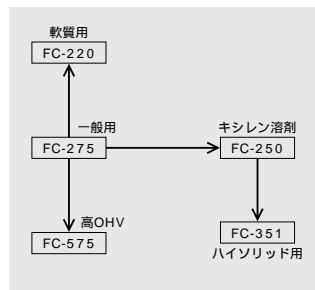 軟質用
FC-220
一般用
FC-275
キシレン溶剤
FC-250
高OHV
FC-575
FC-351
ハイソリッド用